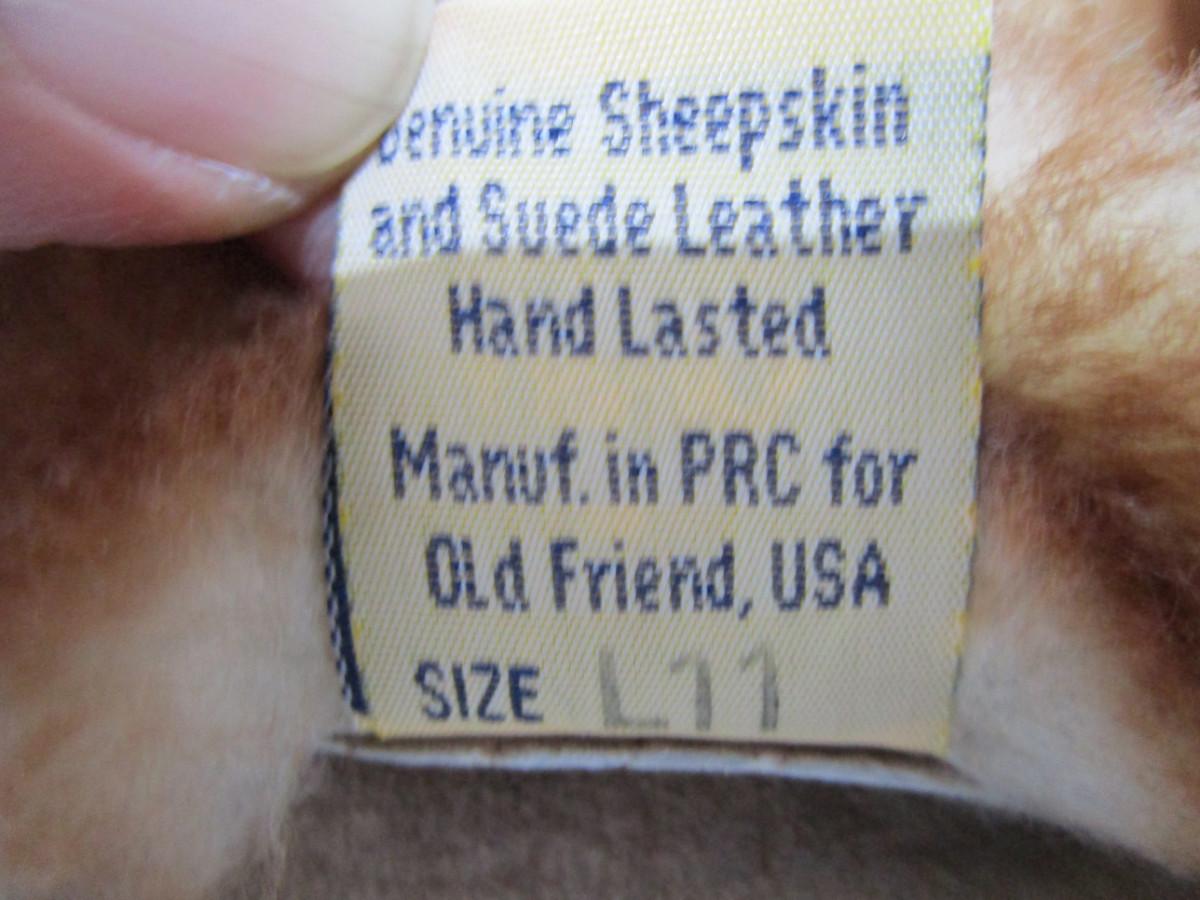 Genuine Sheepskin
and Suede Leather
Hand Lasted
Manuf. in PRC for
Old Friend, USA
SIZE L11